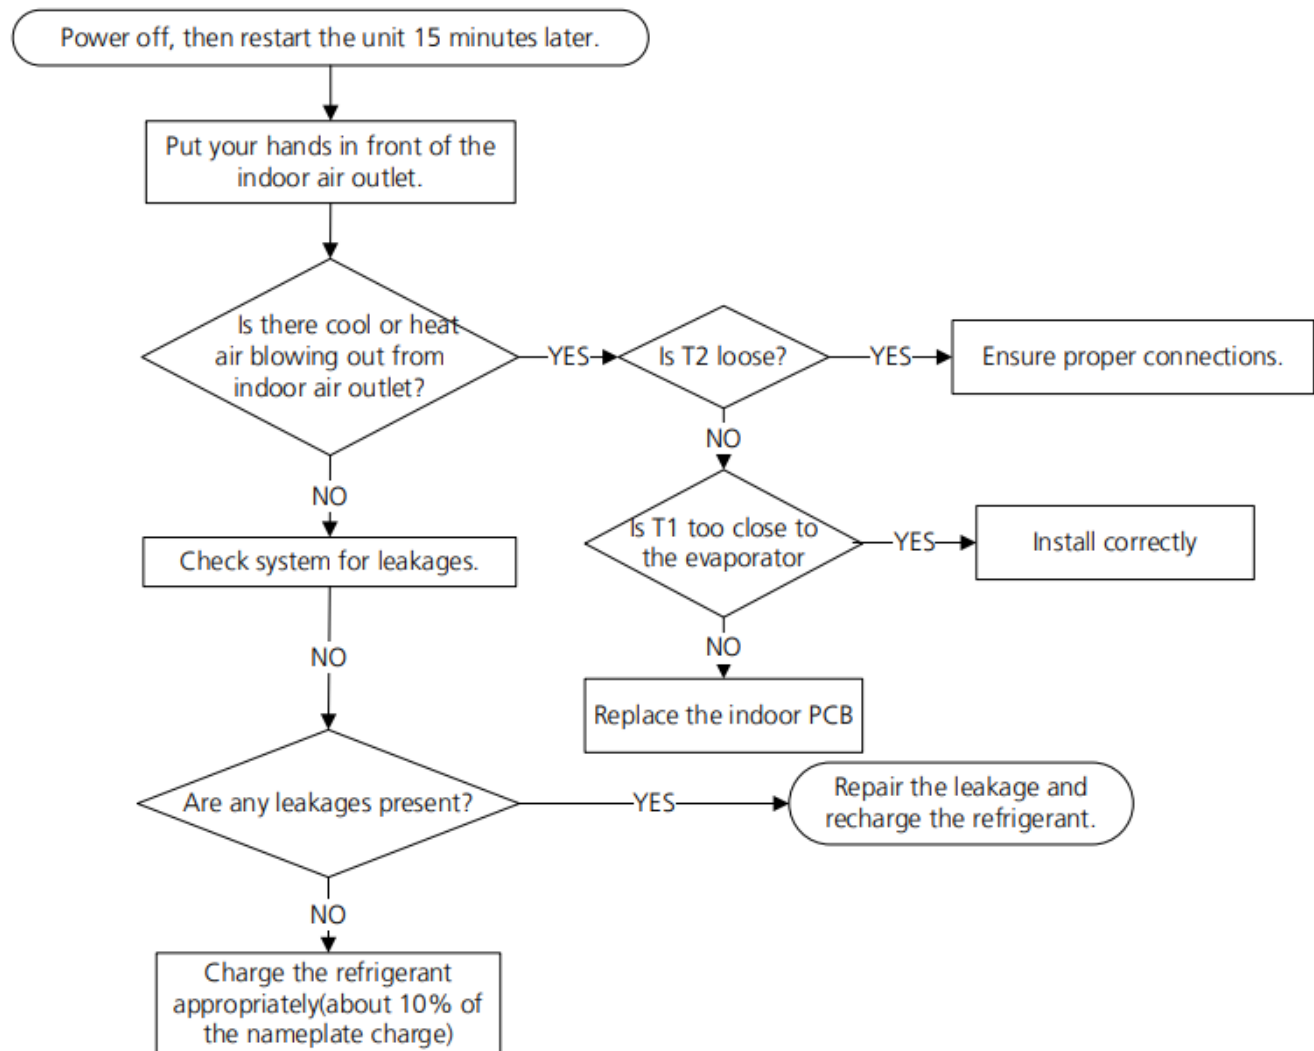 Power off, then restart the unit 15 minutes later.
Put your hands in front of the
indoor air outlet.
Is there cool or heat
air blowing out from
indoor air outlet?
YES
Is T2 loose?
YES
Ensure proper connections.
NO
NO
Is T1 too close to
the evaporator
YES
Install correctly
Check system for leakages.
NO
NO
Replace the indoor PCB
Are any leakages present?
YES
Repair the leakage and
recharge the refrigerant.
NO
Charge the refrigerant
appropriately(about 10% of
the nameplate charge)